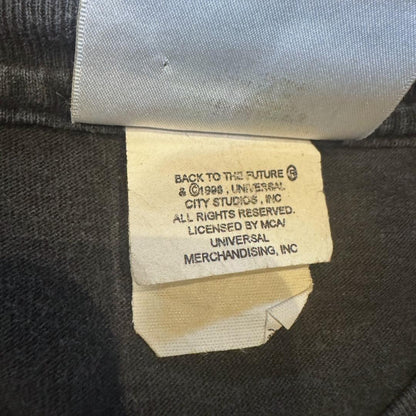 BACK TO THE FUTURE ®
& ©1998, UNIVERSAL
CITY STUDIOS, INC
ALL RIGHTS RESERVED.
LICENSED BY MCA/
UNIVERSAL
MERCHANDISING, INC